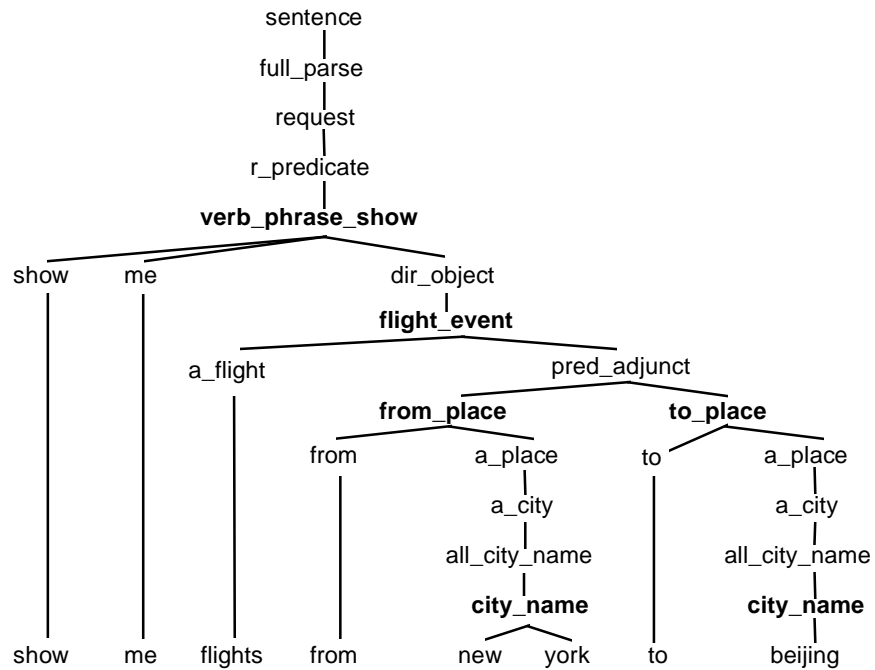 sentence
full_parse
request
r_predicate
verb_phrase_show
show me dir_object
flight_event
a_flight pred_adjunct
from_place to_place
from a_place to a_place
a_city a_city
all_city_name all_city_name
city_name city_name
show me flights from new york to beijing